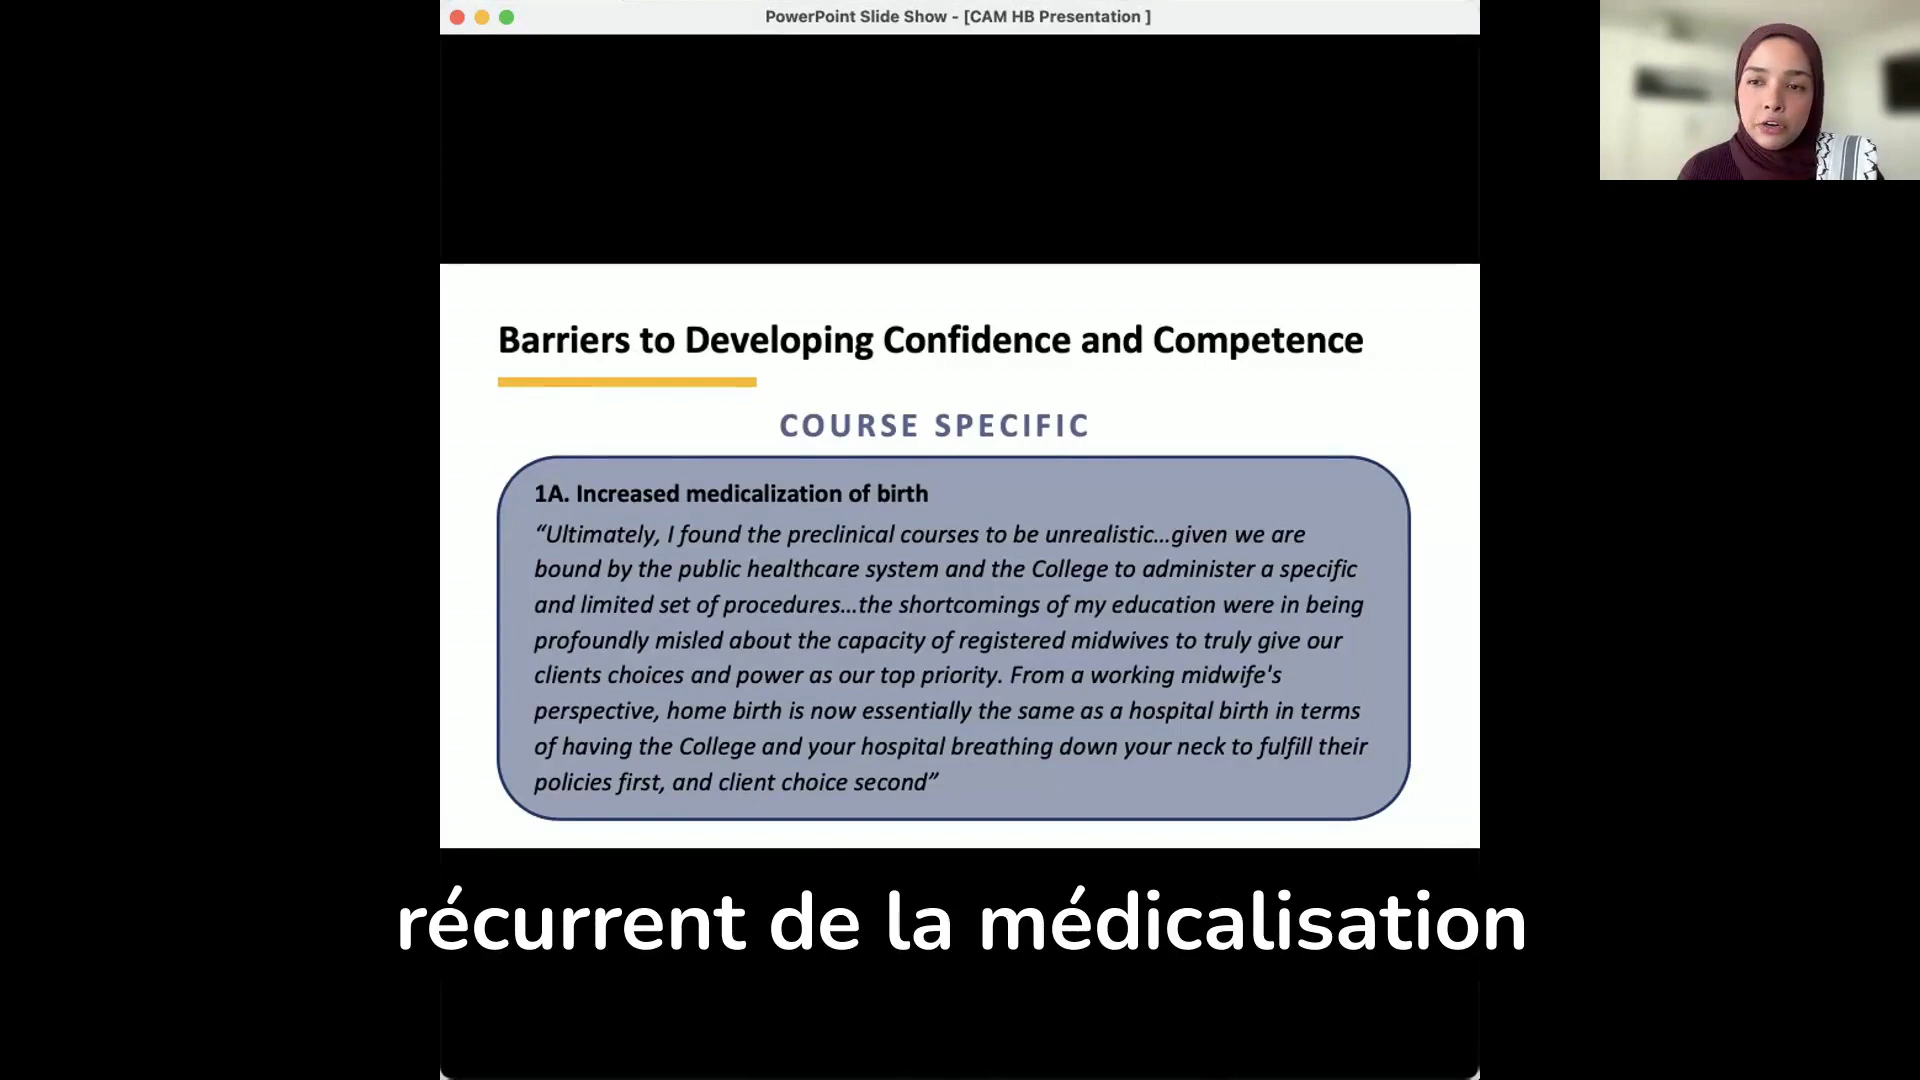 PowerPoint Slide Show - [CAM HB Presentation ]
Barriers to Developing Confidence and Competence
COURSE SPECIFIC
1A. Increased medicalization of birth
“Ultimately, I found the preclinical courses to be unrealistic…given we are
bound by the public healthcare system and the College to administer a specific
and limited set of procedures…the shortcomings of my education were in being
profoundly misled about the capacity of registered midwives to truly give our
clients choices and power as our top priority. From a working midwife's
perspective, home birth is now essentially the same as a hospital birth in terms
of having the College and your hospital breathing down your neck to fulfill their
policies first, and client choice second”
récurrent de la médicalisation